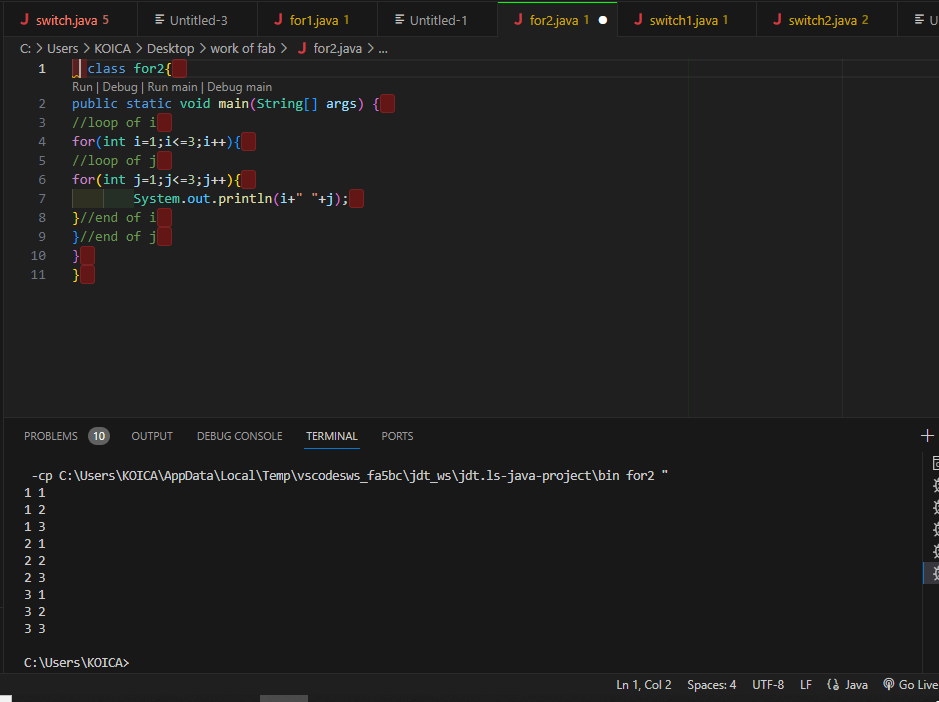 switch.java 5 Untitled-3 for1.java 1 Untitled-1 for2.java 1 switch1.java 1 switch2.java 2 U
C: > Users > KOICA > Desktop > work of fab > for2.java > ...
1 class for2{
Run | Debug | Run main | Debug main
2 public static void main(String[] args) {
3 //loop of i
4 for(int i=1;i<=3;i++){
5 //loop of j
6 for(int j=1;j<=3;j++){
7 System.out.println(i+" "+j);
8 }//end of i
9 }//end of j
10 }
11 }
PROBLEMS 10 OUTPUT DEBUG CONSOLE TERMINAL PORTS
-cp C:\Users\KOICA\AppData\Local\Temp\vscodesws_fa5bc\jdt_ws\jdt.ls-java-project\bin for2 "
1 1
1 2
1 3
2 1
2 2
2 3
3 1
3 2
3 3
C:\Users\KOICA>
Ln 1, Col 2 Spaces: 4 UTF-8 LF Java Go Live